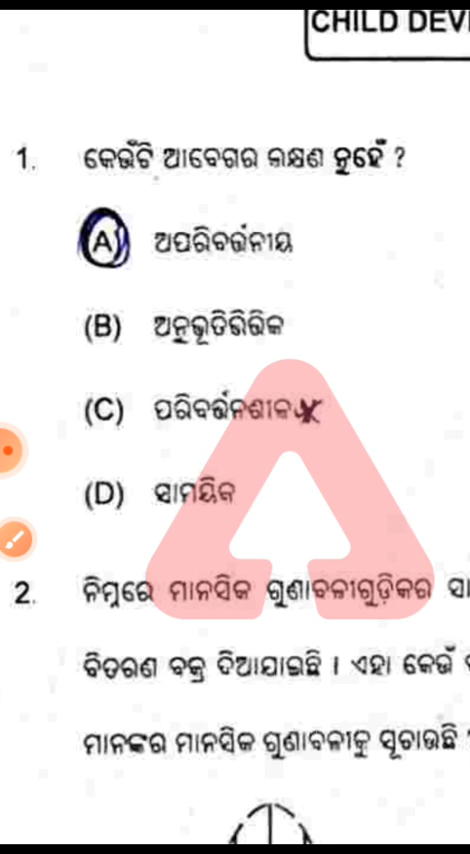 CHILD DEV
1. କେଉଁଟି ଆବେଗର ଲକ୍ଷଣ ନୁହେଁ ?
(A) ଅପରିବର୍ତ୍ତନୀୟ
(B) ଅନୁଭୂତିଭିତ୍ତିକ
(C) ପରିବର୍ତ୍ତନଶୀଳ
(D) ସାମୟିକ
2. ନିମ୍ନରେ ମାନସିକ ଗୁଣାବଳୀଗୁଡ଼ିକର
ବିତରଣ ବକ୍ର ଦିଆଯାଇଛି । ଏହା କେଉଁ
ମାନଙ୍କର ମାନସିକ ଗୁଣାବଳୀକୁ ସୂଚାଉଛି